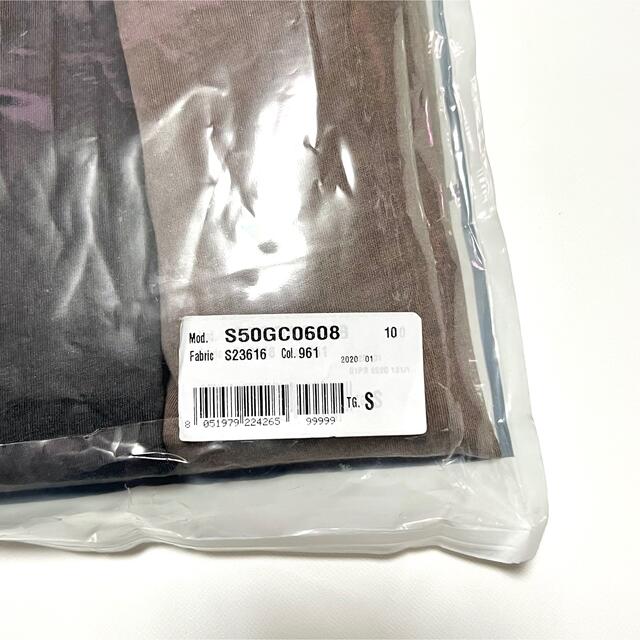 Mod. S50GC0608 10
Fabric S23616 Col. 961 2020 01
TG. S
8 051979 224265 99999